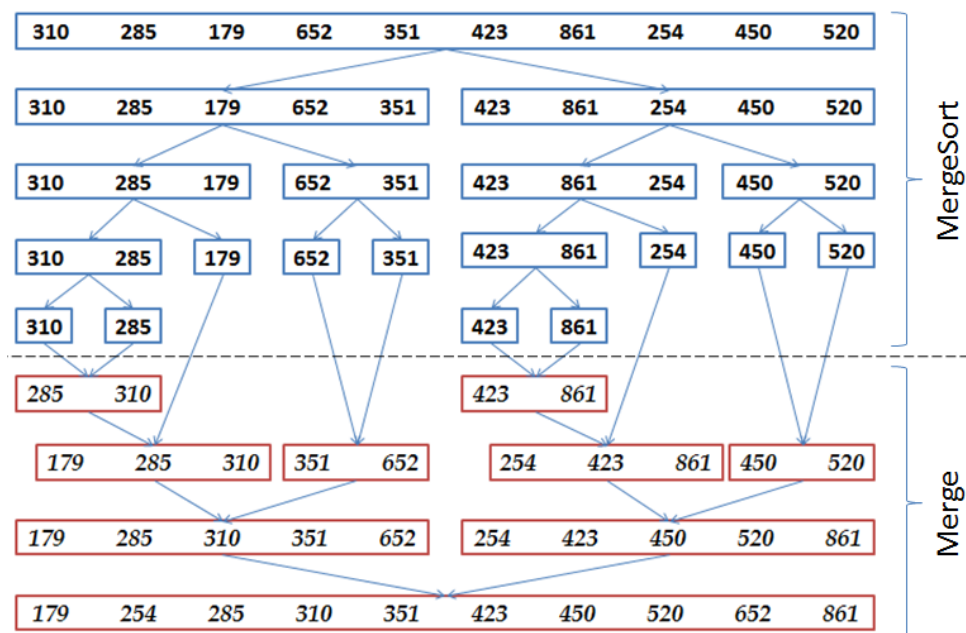 310 285 179 652 351 423 861 254 450 520
310 285 179 652 351 423 861 254 450 520
310 285 179 652 351 423 861 254 450 520
310 285 179 652 351 423 861 254 450 520
310 285 423 861
MergeSort
285 310 423 861
179 285 310 351 652 254 423 861 450 520
179 285 310 351 652 254 423 450 520 861
179 254 285 310 351 423 450 520 652 861
Merge